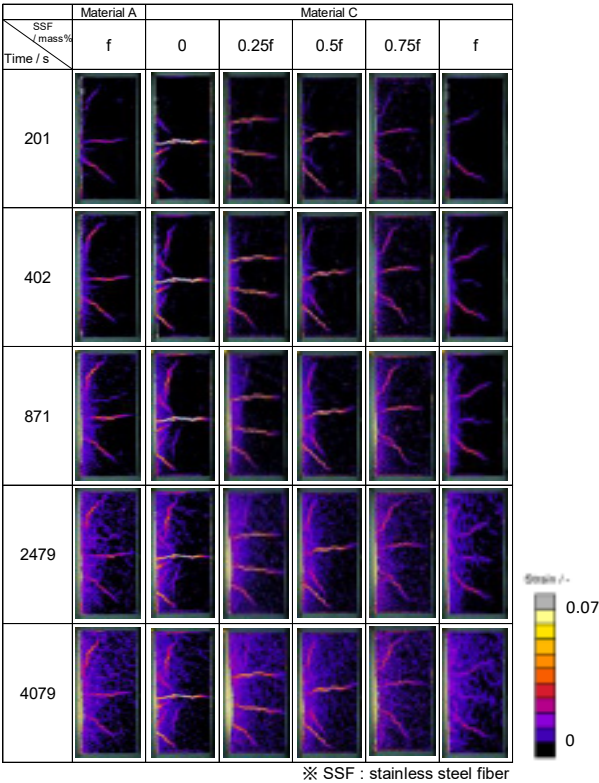 Material A Material C
SSF
/ mass%
Time / s
f 0 0.25f 0.5f 0.75f f
201
402
871
2479
4079
Strain / -
0.07
0
※ SSF : stainless steel fiber